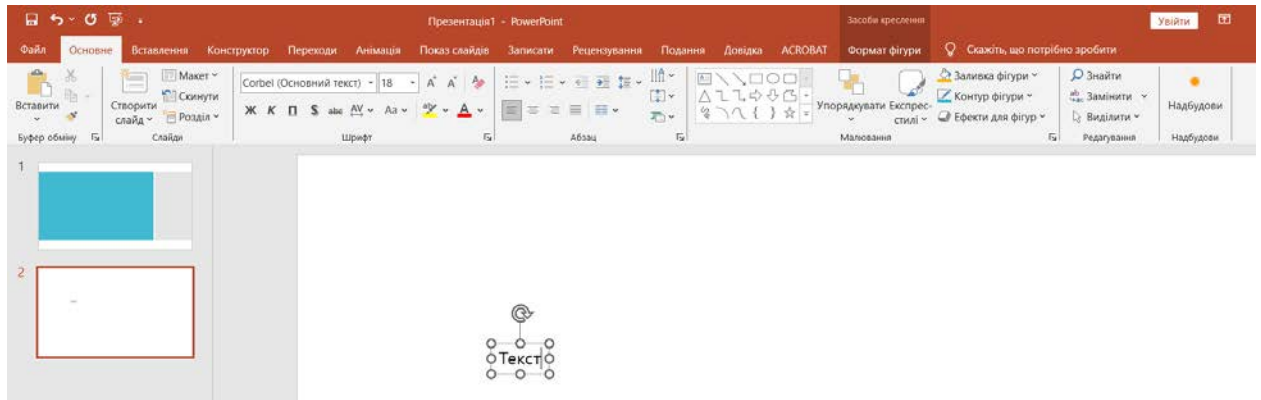 Презентація1 - PowerPoint
Засоби креслення
Увійти
Файл Основне Вставлення Конструктор Переходи Анімація Показ слайдів Записати Рецензування Подання Довідка ACROBAT Формат фігури Скажіть, що потрібно зробити
Вставити
Створити слайд
Макет
Скинути
Розділ
Corbel (Основний текст) 18
Ж К П S abc AV Aa A
Упорядкувати
Експрес-стилі
Заливка фігури
Контур фігури
Ефекти для фігур
Знайти
Замінити
Виділити
Надбудови
Буфер обміну Слайди Шрифт Абзац Малювання Редагування Надбудови
1
2
Текст